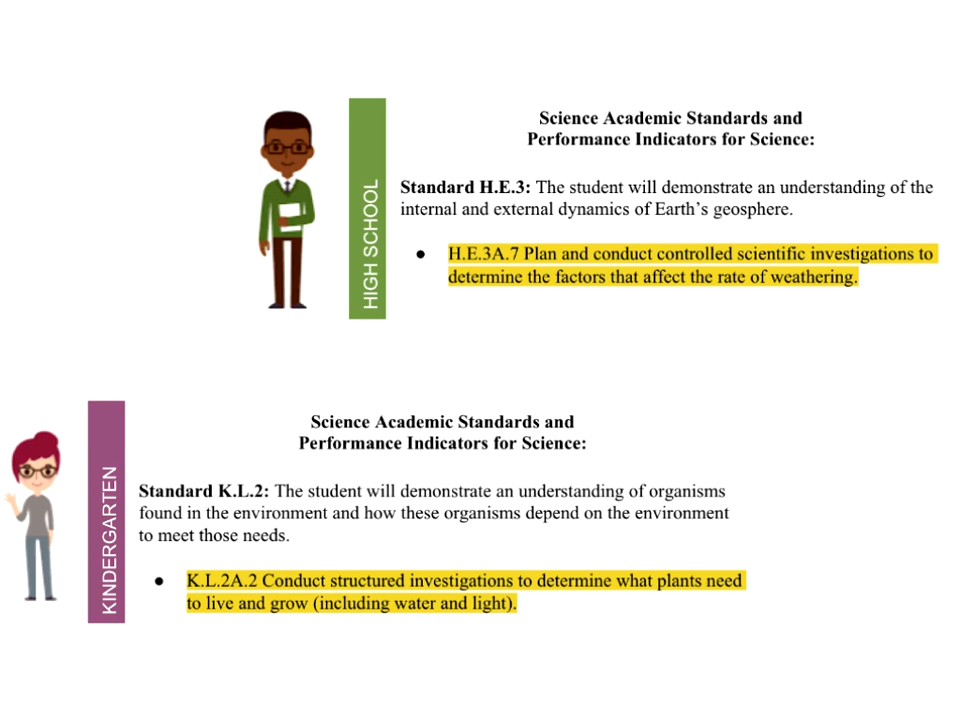 Science Academic Standards and
Performance Indicators for Science:
HIGH SCHOOL
Standard H.E.3: The student will demonstrate an understanding of the
internal and external dynamics of Earth’s geosphere.
● H.E.3A.7 Plan and conduct controlled scientific investigations to
determine the factors that affect the rate of weathering.
Science Academic Standards and
Performance Indicators for Science:
KINDERGARTEN
Standard K.L.2: The student will demonstrate an understanding of organisms
found in the environment and how these organisms depend on the environment
to meet those needs.
● K.L.2A.2 Conduct structured investigations to determine what plants need
to live and grow (including water and light).